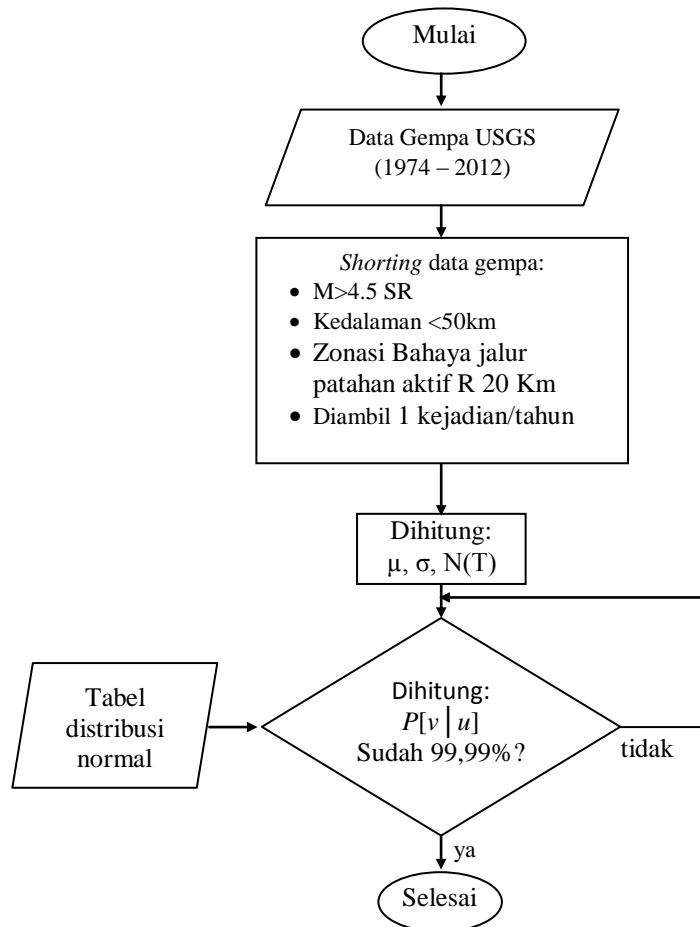 Mulai
Data Gempa USGS
(1974 – 2012)
Shorting data gempa:
• M>4.5 SR
• Kedalaman <50km
• Zonasi Bahaya jalur
patahan aktif R 20 Km
• Diambil 1 kejadian/tahun
Dihitung:
µ, σ, N(T)
Tabel
distribusi
normal
Dihitung:
P[v│u]
Sudah 99,99%?
tidak
ya
Selesai